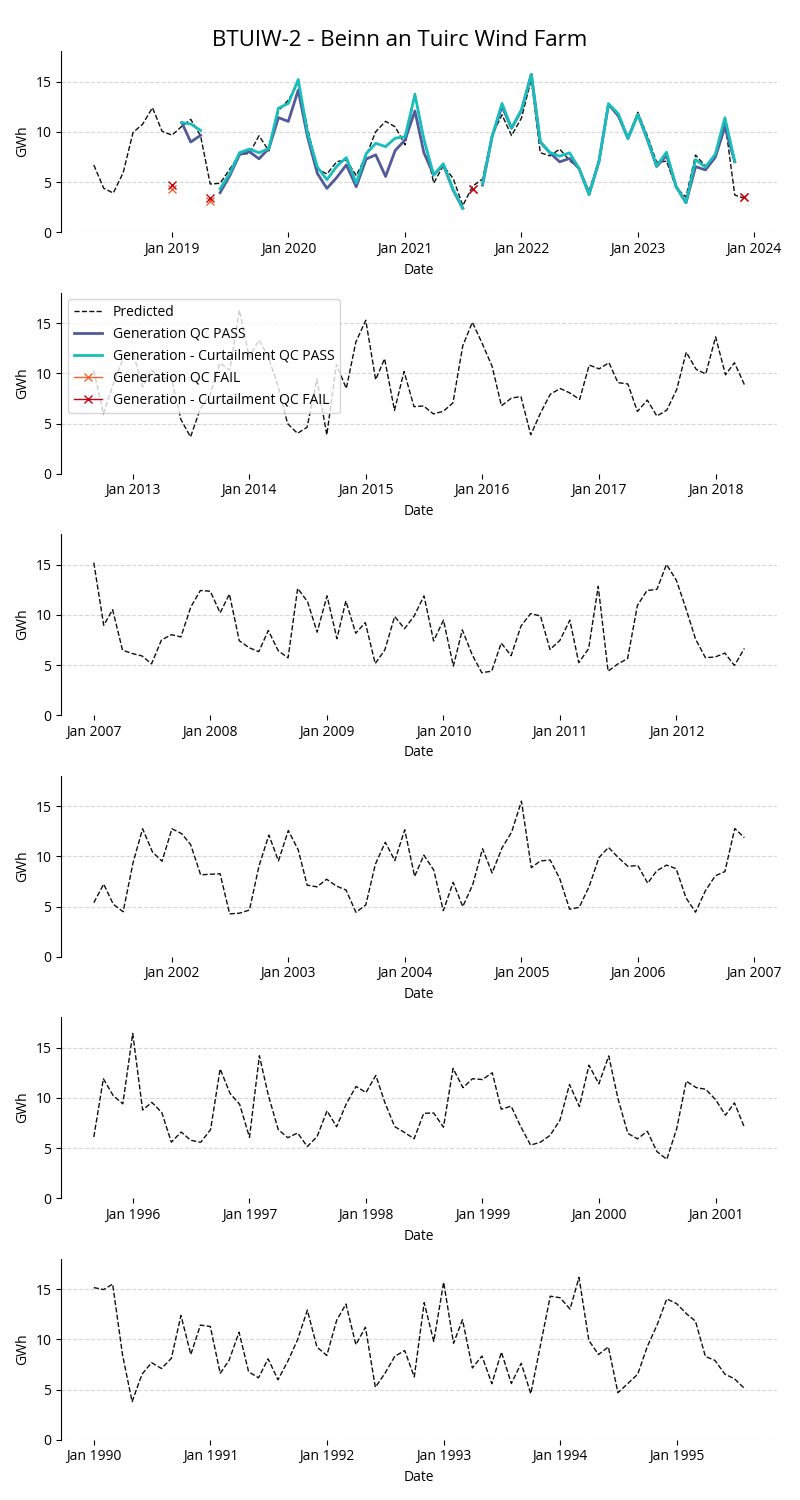 BTUIW-2 - Beinn an Tuirc Wind Farm
15
10
5
0
GWh
Jan 2019 Jan 2020 Jan 2021 Jan 2022 Jan 2023 Jan 2024
Date
15
10
5
0
GWh
Predicted
Generation QC PASS
Generation - Curtailment QC PASS
Generation QC FAIL
Generation - Curtailment QC FAIL
Jan 2013 Jan 2014 Jan 2015 Jan 2016 Jan 2017 Jan 2018
Date
15
10
5
0
GWh
Jan 2007 Jan 2008 Jan 2009 Jan 2010 Jan 2011 Jan 2012
Date
15
10
5
0
GWh
Jan 2002 Jan 2003 Jan 2004 Jan 2005 Jan 2006 Jan 2007
Date
15
10
5
0
GWh
Jan 1996 Jan 1997 Jan 1998 Jan 1999 Jan 2000 Jan 2001
Date
15
10
5
0
GWh
Jan 1990 Jan 1991 Jan 1992 Jan 1993 Jan 1994 Jan 1995
Date